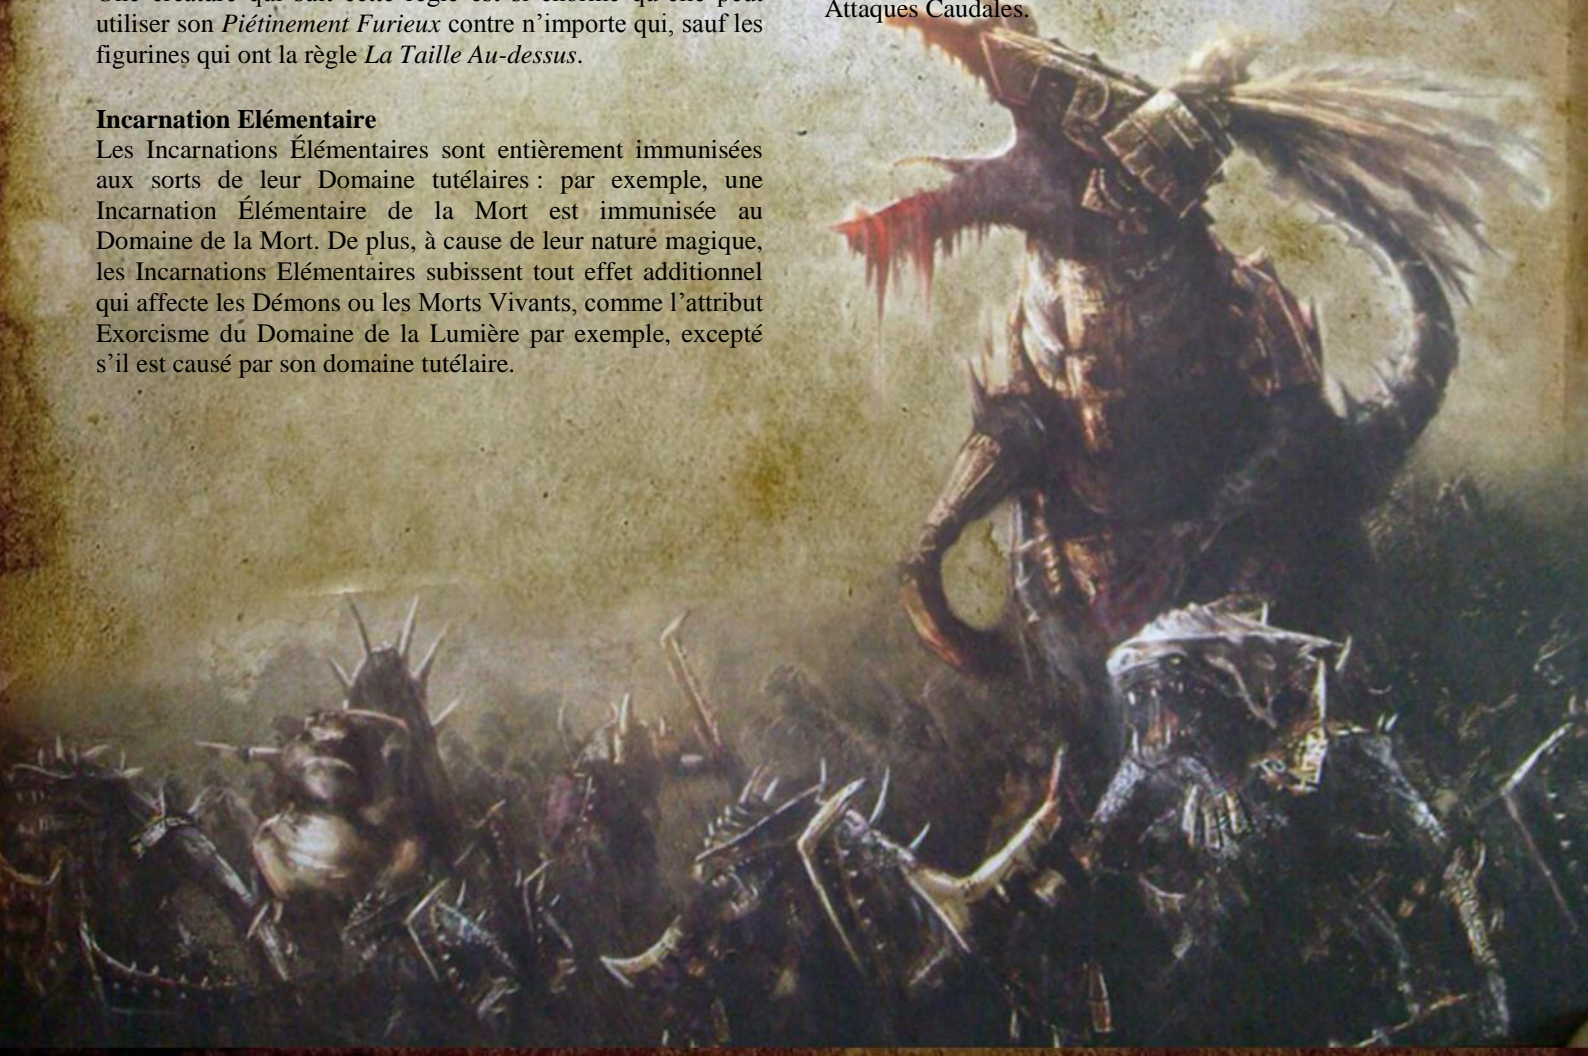 utiliser son Piétinement Furieux contre n’importe qui, sauf les
figurines qui ont la règle La Taille Au-dessus.
Incarnation Elémentaire
Les Incarnations Élémentaires sont entièrement immunisées
aux sorts de leur Domaine tutélaires : par exemple, une
Incarnation Élémentaire de la Mort est immunisée au
Domaine de la Mort. De plus, à cause de leur nature magique,
les Incarnations Elémentaires subissent tout effet additionnel
qui affecte les Démons ou les Morts Vivants, comme l’attribut
Exorcisme du Domaine de la Lumière par exemple, excepté
s’il est causé par son domaine tutélaire.
Attaques Caudales.